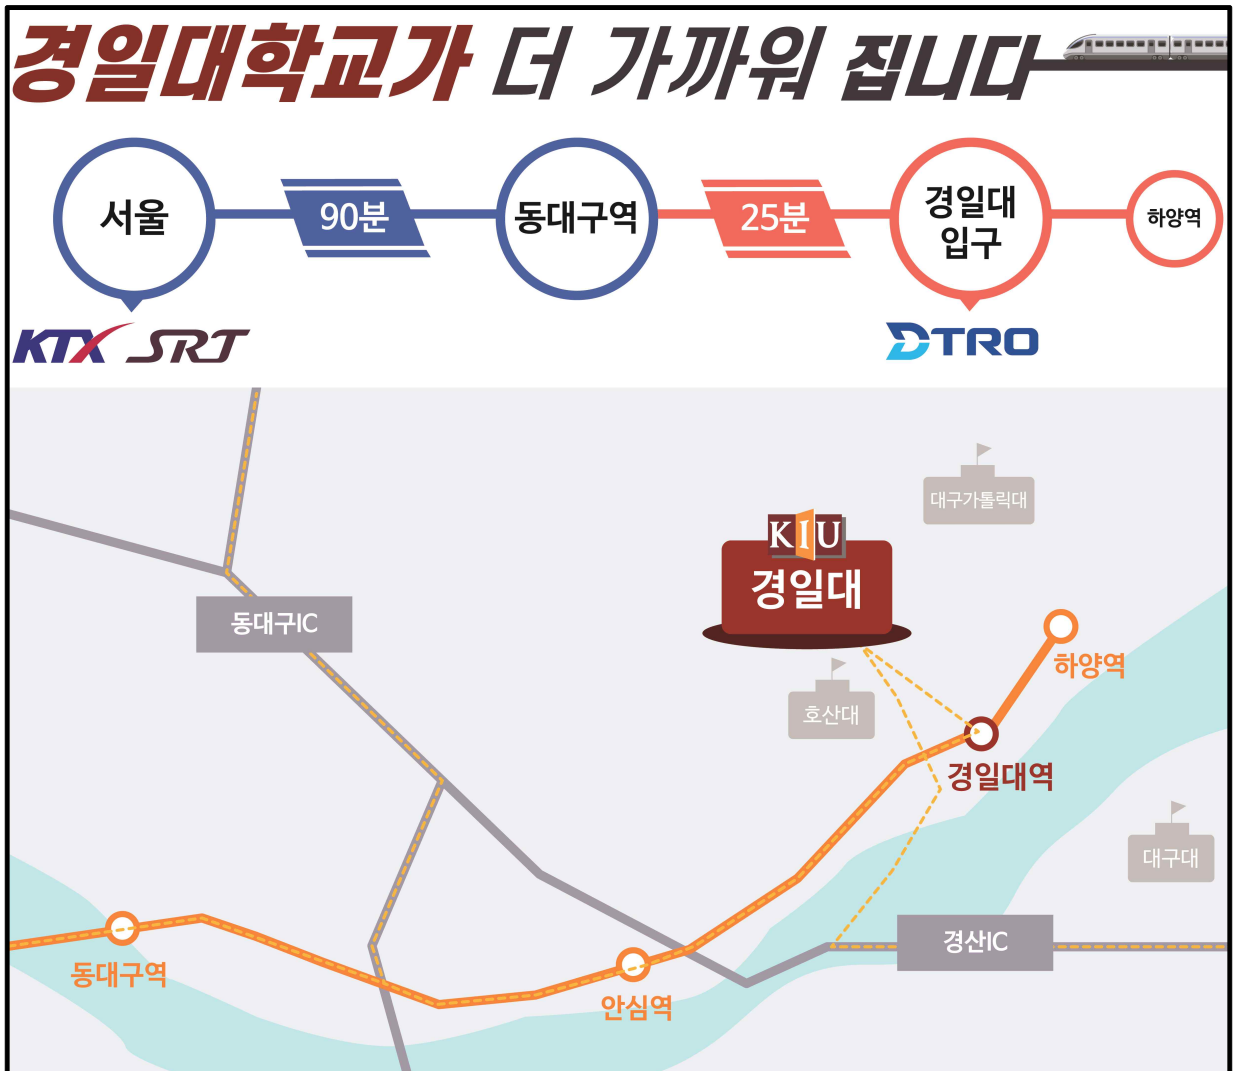 경일대학교가 더 가까워 집니다
서울
90분
동대구역
25분
경일대
입구
하양역
KTX SRT
DTRO
대구가톨릭대
KIU
경일대
동대구IC
하양역
호산대
경일대역
대구대
경산IC
동대구역
안심역